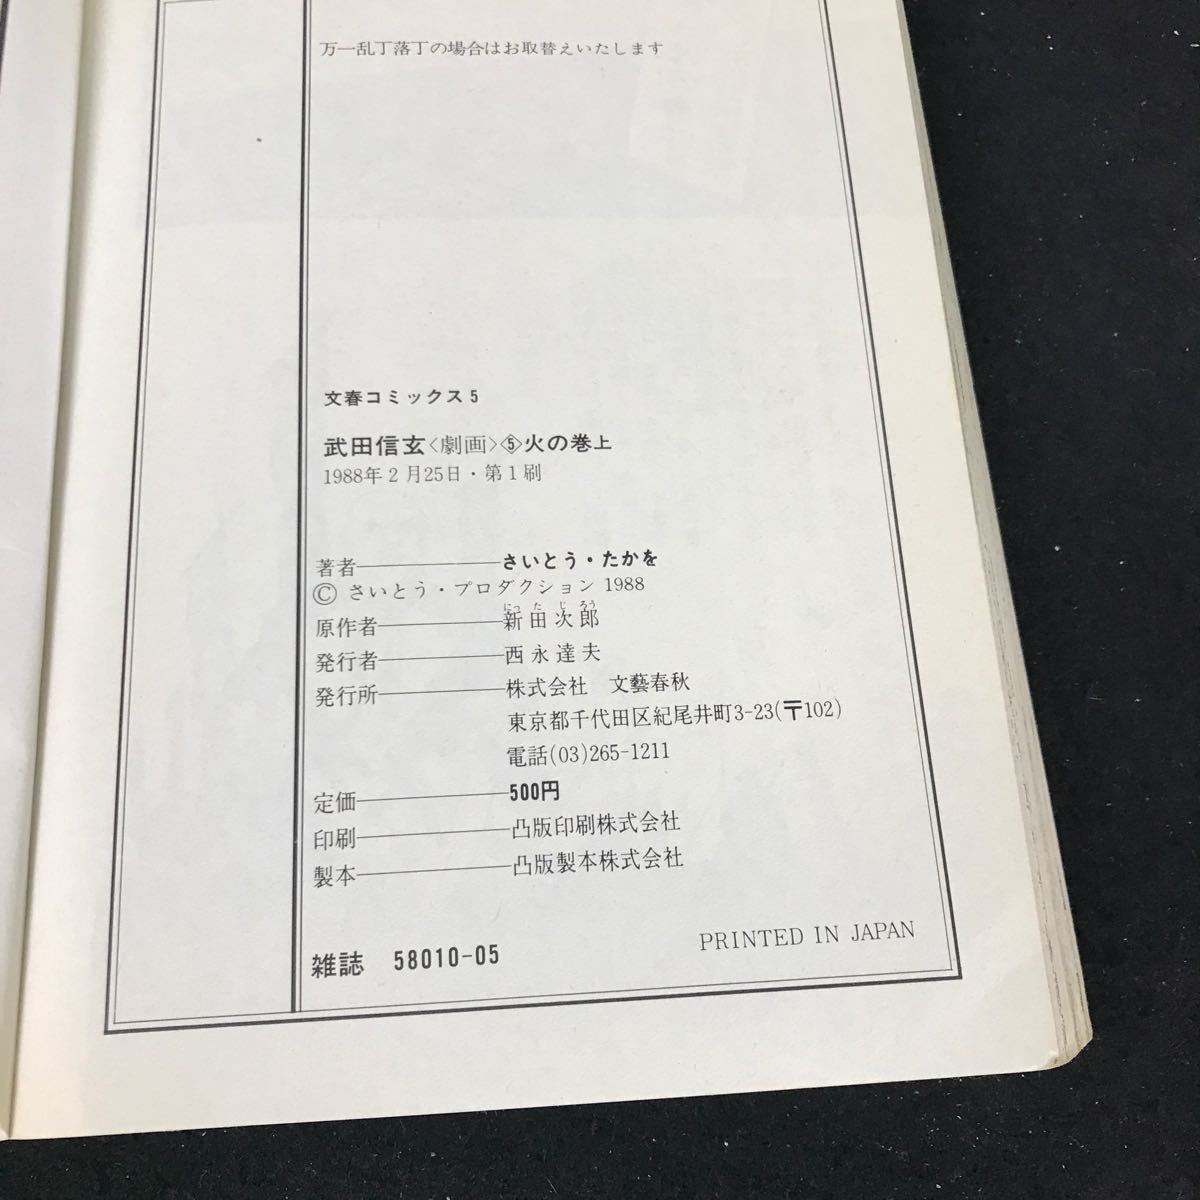 万一乱丁落丁の場合はお取替えいたします
文春コミックス5
武田信玄〈劇画〉⑤火の巻上
1988年2月25日・第1刷
著者――――さいとう・たかを
Ⓒ さいとう・プロダクション 1988
にっ た じ ろう
原作者――――新田次郎
発行者――――西永達夫
発行所――――株式会社 文藝春秋
東京都千代田区紀尾井町3-23(〒102)
電話(03)265-1211
定価――――500円
印刷――――凸版印刷株式会社
製本――――凸版製本株式会社
PRINTED IN JAPAN
雑誌 58010-05